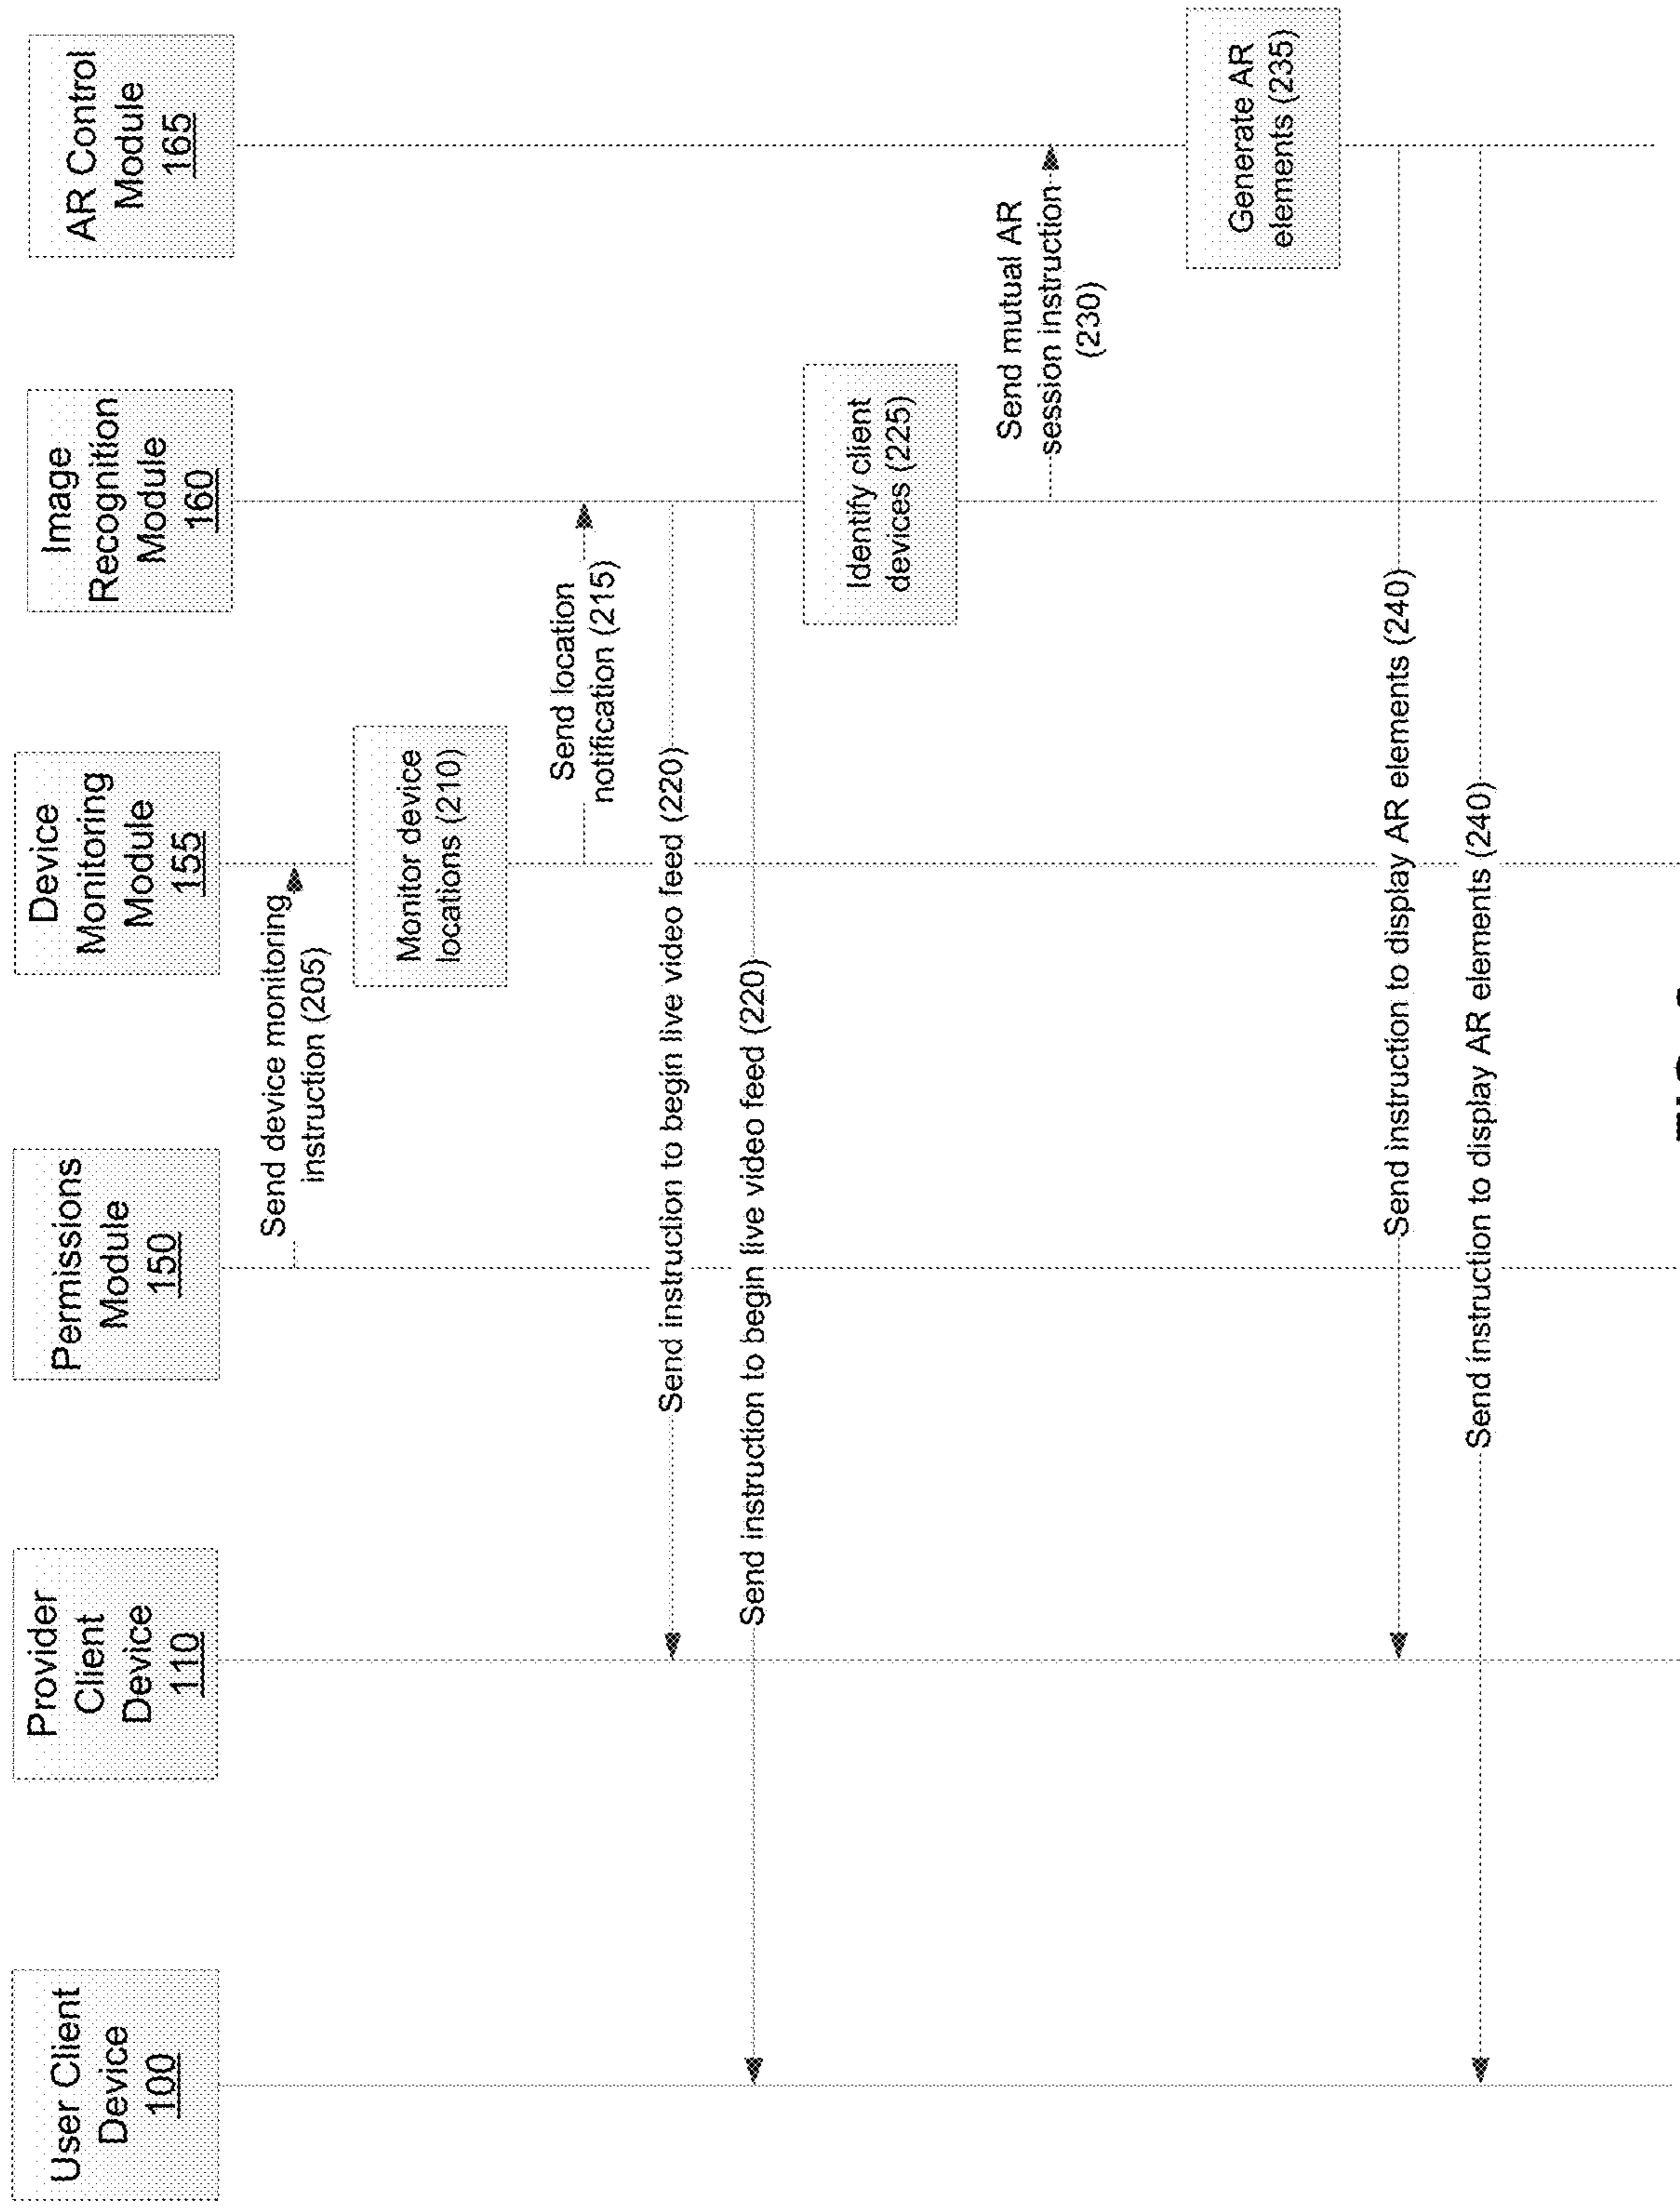 User Client
Device
100
Provider
Client
Device
110
Permissions
Module
150
Device
Monitoring
Module
155
Image
Recognition
Module
160
AR Control
Module
165
Send device monitoring
instruction (205)
Monitor device
locations (210)
Send location
notification (215)
Send instruction to begin live video feed (220)
Send instruction to begin live video feed (220)
Identify client
devices (225)
Send mutual AR
session instruction
(230)
Generate AR
elements (235)
Send instruction to display AR elements (240)
Send instruction to display AR elements (240)